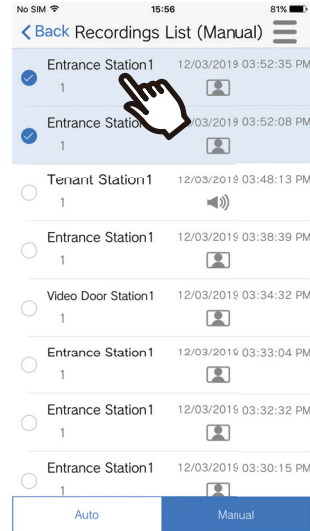 No SIM 15:56 81%
Back Recordings List (Manual)
Entrance Station1 12/03/2019 03:52:35 PM
1
Entrance Station 03/2019 03:52:08 PM
1
Tenant Station1 12/03/2019 03:48:13 PM
1
Entrance Station1 12/03/2019 03:38:39 PM
1
Video Door Station1 12/03/2019 03:34:32 PM
1
Entrance Station1 12/03/2019 03:33:04 PM
1
Entrance Station1 12/03/2019 03:32:32 PM
1
Entrance Station1 12/03/2019 03:30:15 PM
1
Auto Manual